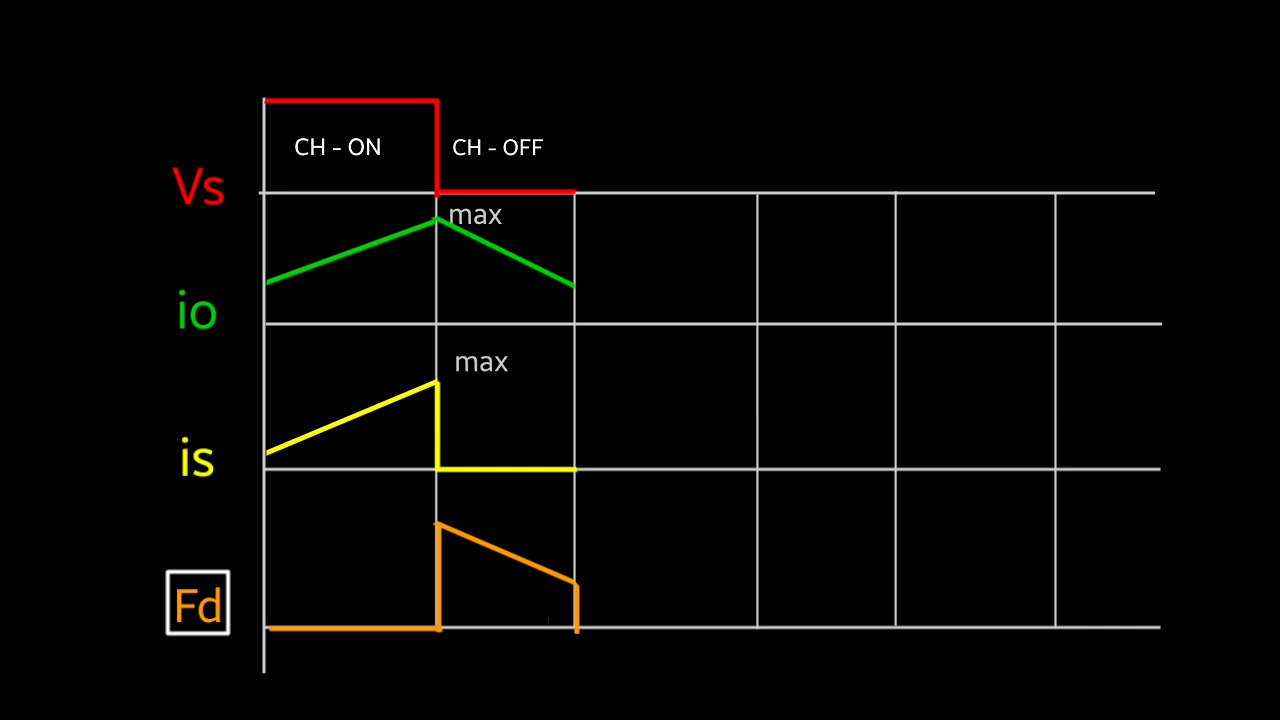 CH - ON
CH - OFF
Vs
max
io
max
is
Fd